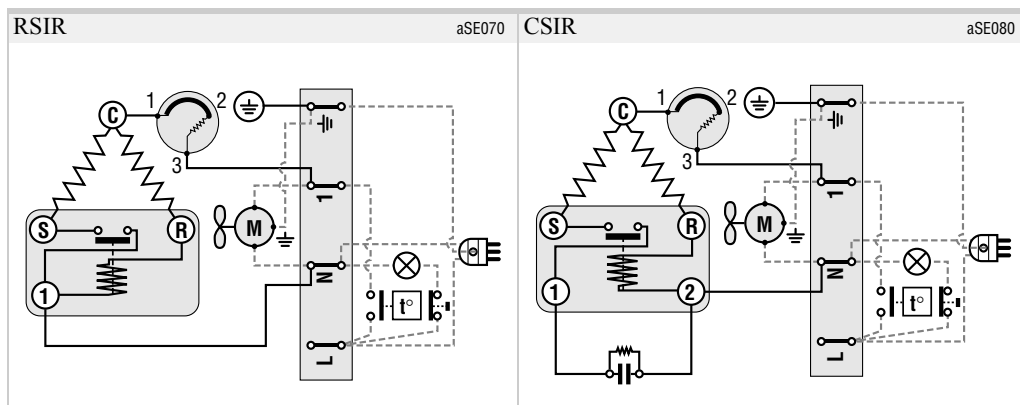 RSIR aSE070
C 1 2
3
1
S R M
N
1
t°
L
CSIR aSE080
C 1 2
3
1
S R M
N
1 2
t°
L